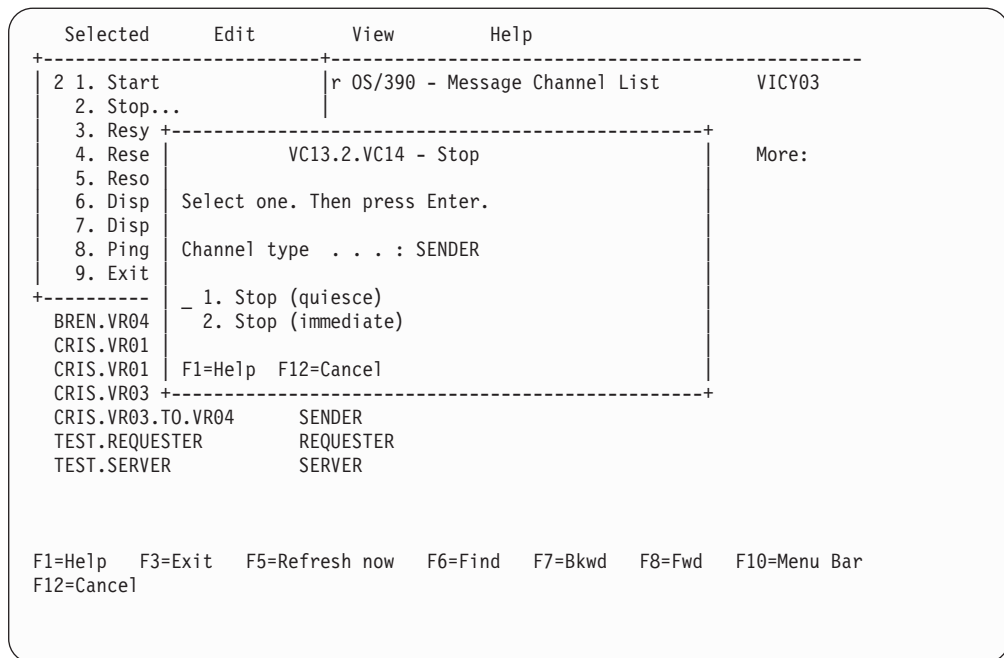 Selected Edit View Help
+--------------------------+--------------------------------------------------
| 2 1. Start |r OS/390 - Message Channel List VICY03
| 2. Stop... |
| 3. Resy +--------------------------------------------------+
| 4. Rese | VC13.2.VC14 - Stop | More:
| 5. Reso | |
| 6. Disp | Select one. Then press Enter. |
| 7. Disp | |
| 8. Ping | Channel type . . . : SENDER |
| 9. Exit | |
+---------- | _ 1. Stop (quiesce) |
BREN.VR04 | 2. Stop (immediate) |
CRIS.VR01 | |
CRIS.VR01 | F1=Help F12=Cancel |
CRIS.VR03 +--------------------------------------------------+
CRIS.VR03.TO.VR04 SENDER
TEST.REQUESTER REQUESTER
TEST.SERVER SERVER
F1=Help F3=Exit F5=Refresh now F6=Find F7=Bkwd F8=Fwd F10=Menu Bar
F12=Cancel